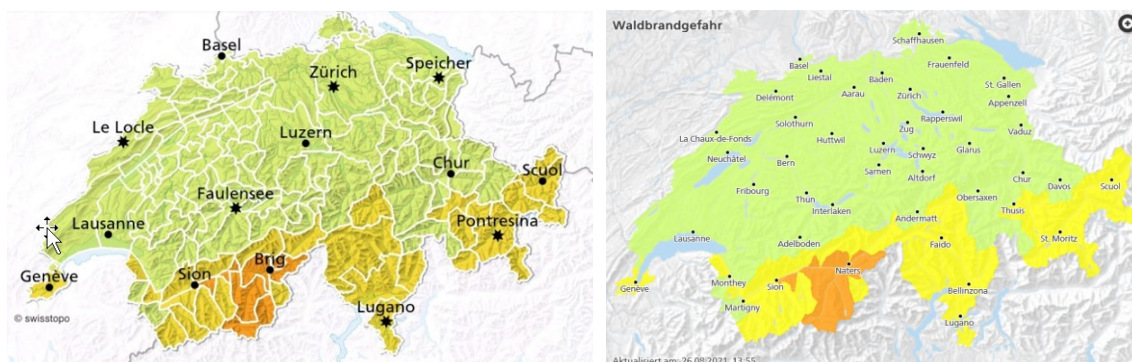 Basel
Zürich
Speicher
Le Locle
Luzern
Chur
Scuol
Faulensee
Pontresina
Lausanne
Genève
Sion
Brig
Lugano
© swisstopo
Waldbrandgefahr
Schaffhausen
Basel
Liestal
Frauenfeld
Baden
Delémont
Aarau
Zürich
St. Gallen
Appenzell
Solothurn
Rapperswil
La Chaux-de-Fonds
Huttwil
Zug
Vaduz
Neuchâtel
Bern
Luzern
Schwyz
Glarus
Sarnen
Altdorf
Chur
Davos
Scuol
Fribourg
Thun
Interlaken
Obersaxen
Thusis
Andermatt
Lausanne
Adelboden
Faido
St. Moritz
Naters
Genève
Monthey
Sion
Bellinzona
Martigny
Lugano
Aktualisiert am: 26.08.2021, 13:55